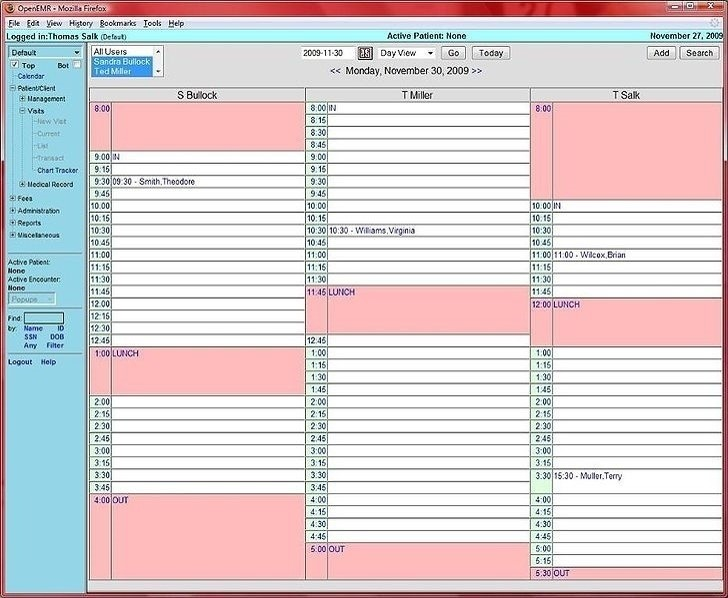 OpenEMR - Mozilla Firefox
File Edit View History Bookmarks Tools Help
Logged in:Thomas Salk (Default)
Active Patient: None
November 27, 2009
Default
Top Bot
Calendar
Patient/Client
Management
Visits
New Visit
Current
List
Transact
Chart Tracker
Medical Record
Fees
Administration
Reports
Miscellaneous
Active Patient:
None
Active Encounter:
None
Popups
Find:
by: Name ID
SSN DOB
Any Filter
Logout Help
All Users
Sandra Bullock
Ted Miller
2009-11-30 Day View Go Today
Add Search
<< Monday, November 30, 2009 >>
S Bullock
8:00
9:00 IN
9:15
9:30 09:30 - Smith,Theodore
9:45
10:00
10:15
10:30
10:45
11:00
11:15
11:30
11:45
12:00
12:15
12:30
12:45
1:00 LUNCH
2:00
2:15
2:30
2:45
3:00
3:15
3:30
3:45
4:00 OUT
T Miller
8:00 IN
8:15
8:30
8:45
9:00
9:15
9:30
9:45
10:00
10:15
10:30 10:30 - Williams,Virginia
10:45
11:00
11:15
11:30
11:45 LUNCH
12:45
1:00
1:15
1:30
1:45
2:00
2:15
2:30
2:45
3:00
3:15
3:30
3:45
4:00
4:15
4:30
4:45
5:00 OUT
T Salk
8:00
10:00 IN
10:15
10:30
10:45
11:00 11:00 - Wilcox,Brian
11:15
11:30
11:45
12:00 LUNCH
1:00
1:15
1:30
1:45
2:00
2:15
2:30
2:45
3:00
3:15
3:30 15:30 - Muller,Terry
4:00
4:15
4:30
4:45
5:00
5:15
5:30 OUT